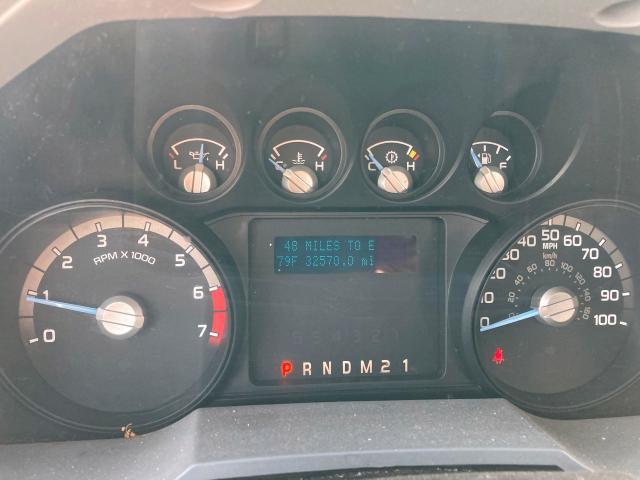 L H
C H
C H
E F
0 1 2 3 4 5 6 7
RPM X 1000
48 MILES TO E
79F 32570.0 mi
P R N D M 2 1
0 10 20 30 40 50 60 70 80 90 100
MPH
km/h